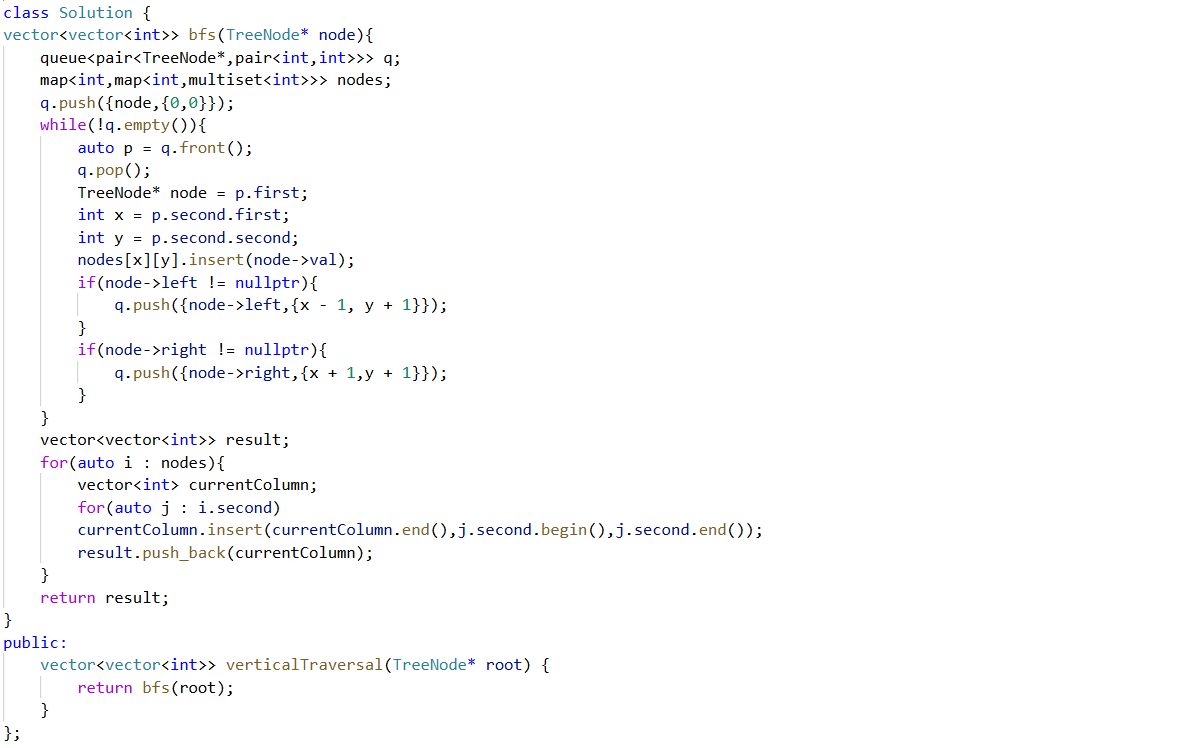 class Solution {
vector<vector<int>> bfs(TreeNode* node){
    queue<pair<TreeNode*,pair<int,int>>> q;
    map<int,map<int,multiset<int>>> nodes;
    q.push({node,{0,0}});
    while(!q.empty()){
        auto p = q.front();
        q.pop();
        TreeNode* node = p.first;
        int x = p.second.first;
        int y = p.second.second;
        nodes[x][y].insert(node->val);
        if(node->left != nullptr){
            q.push({node->left,{x - 1, y + 1}});
        }
        if(node->right != nullptr){
            q.push({node->right,{x + 1,y + 1}});
        }
    }
    vector<vector<int>> result;
    for(auto i : nodes){
        vector<int> currentColumn;
        for(auto j : i.second)
        currentColumn.insert(currentColumn.end(),j.second.begin(),j.second.end());
        result.push_back(currentColumn);
    }
    return result;
}
public:
    vector<vector<int>> verticalTraversal(TreeNode* root) {
        return bfs(root);
    }
};